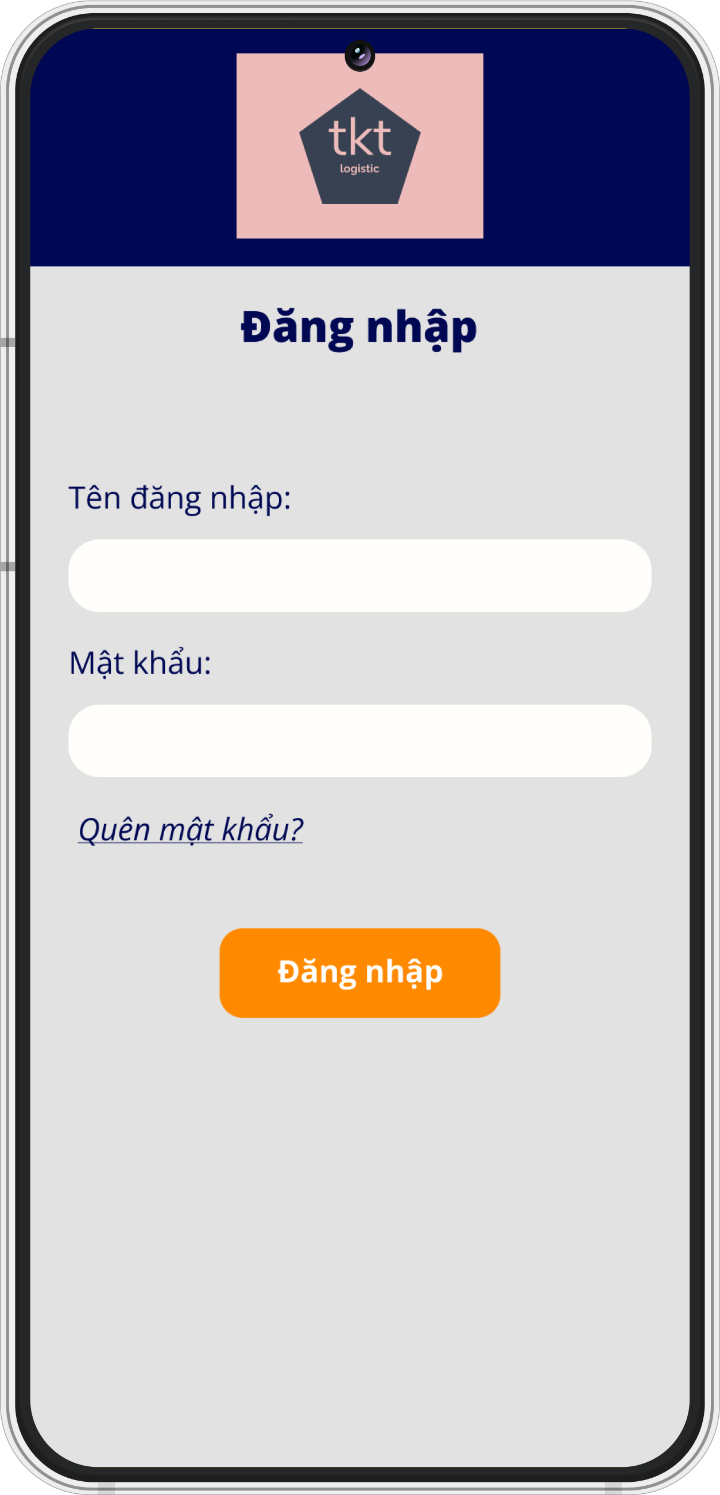 tkt
logistic
Đăng nhập
Tên đăng nhập:
Mật khẩu:
Quên mật khẩu?
Đăng nhập